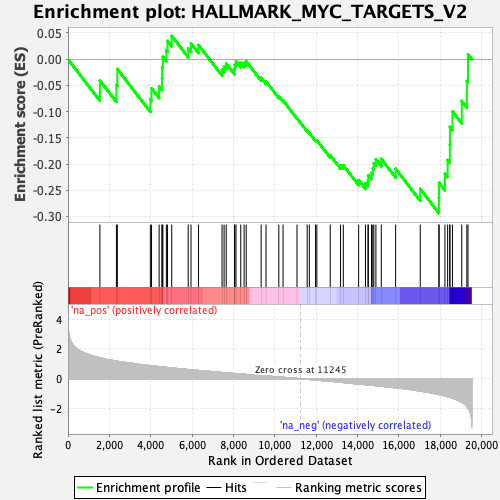 Enrichment plot: HALLMARK_MYC_TARGETS_V2
Enrichment score (ES)
0.05
0.00
-0.05
-0.10
-0.15
-0.20
-0.25
-0.30
'na_pos' (positively correlated)
Ranked list metric (PreRanked)
4
2
0
-2
Zero cross at 11245
'na_neg' (negatively correlated)
0
2,000
4,000
6,000
8,000
10,000
12,000
14,000
16,000
18,000
20,000
Rank in Ordered Dataset
Enrichment profile
Hits
Ranking metric scores